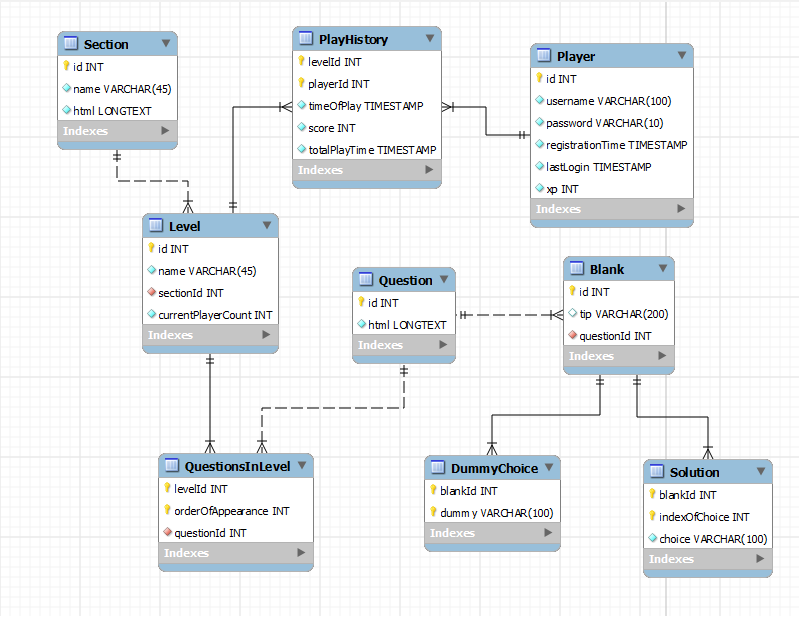 Section
id INT
name VARCHAR(45)
html LONGTEXT
Indexes
PlayHistory
levelId INT
playerId INT
timeOfPlay TIMESTAMP
score INT
totalPlayTime TIMESTAMP
Indexes
Player
id INT
username VARCHAR(100)
password VARCHAR(10)
registrationTime TIMESTAMP
lastLogin TIMESTAMP
xp INT
Indexes
Level
id INT
name VARCHAR(45)
sectionId INT
currentPlayerCount INT
Indexes
Question
id INT
html LONGTEXT
Indexes
Blank
id INT
tip VARCHAR(200)
questionId INT
Indexes
QuestionsInLevel
levelId INT
orderOfAppearance INT
questionId INT
Indexes
DummyChoice
blankId INT
dummy VARCHAR(100)
Indexes
Solution
blankId INT
indexOfChoice INT
choice VARCHAR(100)
Indexes